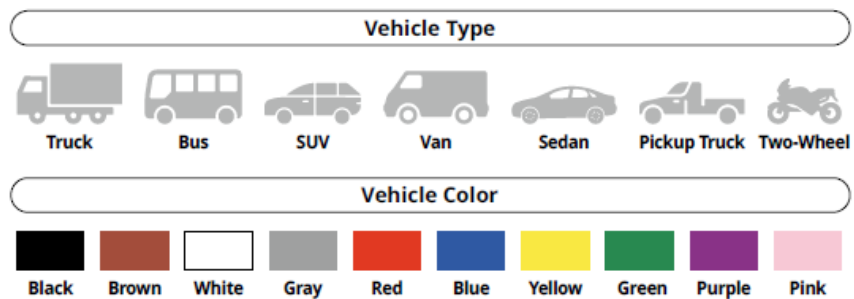 Vehicle Type
Truck Bus SUV Van Sedan Pickup Truck Two-Wheel
Vehicle Color
Black Brown White Gray Red Blue Yellow Green Purple Pink